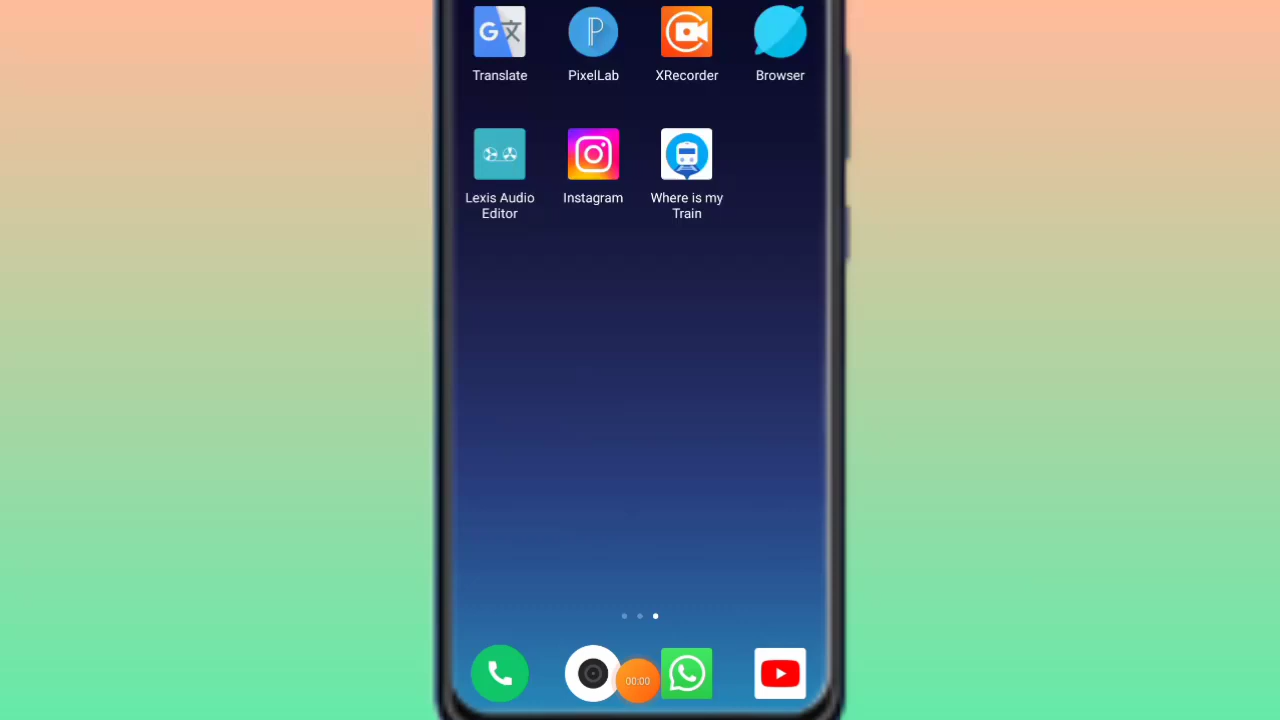 Translate
PixelLab
XRecorder
Browser
Lexis Audio
Editor
Instagram
Where is my
Train
00:00